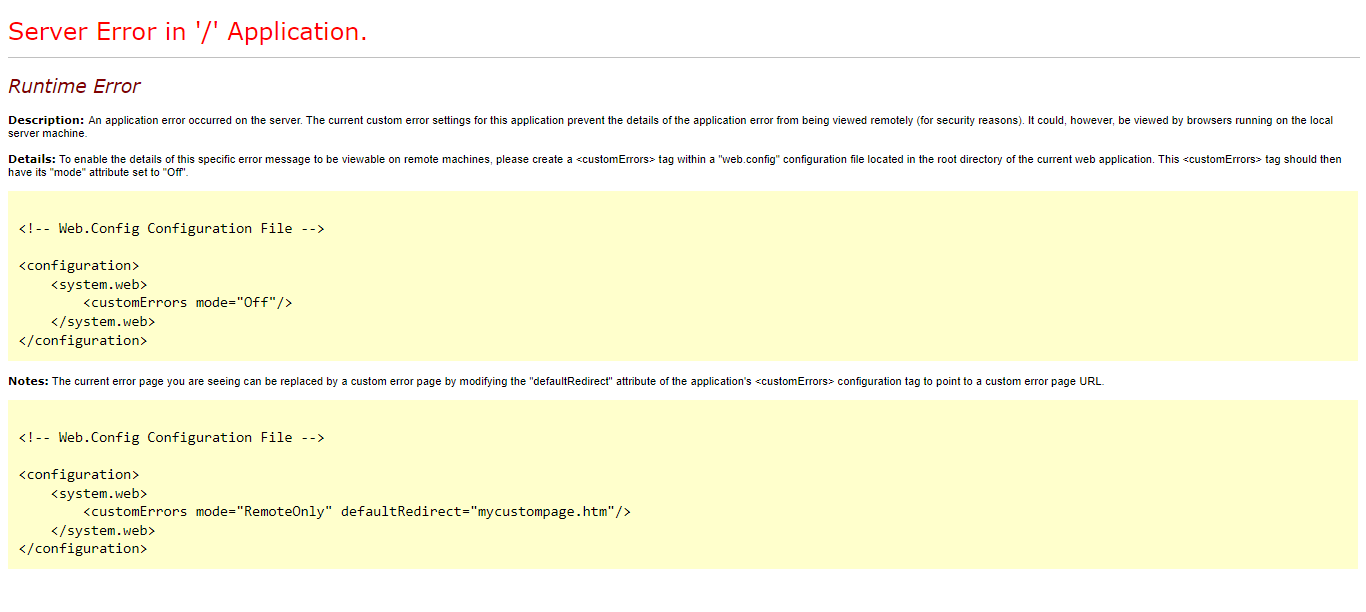 Server Error in '/' Application.
Runtime Error
Description: An application error occurred on the server. The current custom error settings for this application prevent the details of the application error from being viewed remotely (for security reasons). It could, however, be viewed by browsers running on the local
server machine.
Details: To enable the details of this specific error message to be viewable on remote machines, please create a <customErrors> tag within a "web.config" configuration file located in the root directory of the current web application. This <customErrors> tag should then
have its "mode" attribute set to "Off".
<!-- Web.Config Configuration File -->
<configuration>
    <system.web>
        <customErrors mode="Off"/>
    </system.web>
</configuration>
Notes: The current error page you are seeing can be replaced by a custom error page by modifying the "defaultRedirect" attribute of the application's <customErrors> configuration tag to point to a custom error page URL.
<!-- Web.Config Configuration File -->
<configuration>
    <system.web>
        <customErrors mode="RemoteOnly" defaultRedirect="mycustompage.htm"/>
    </system.web>
</configuration>